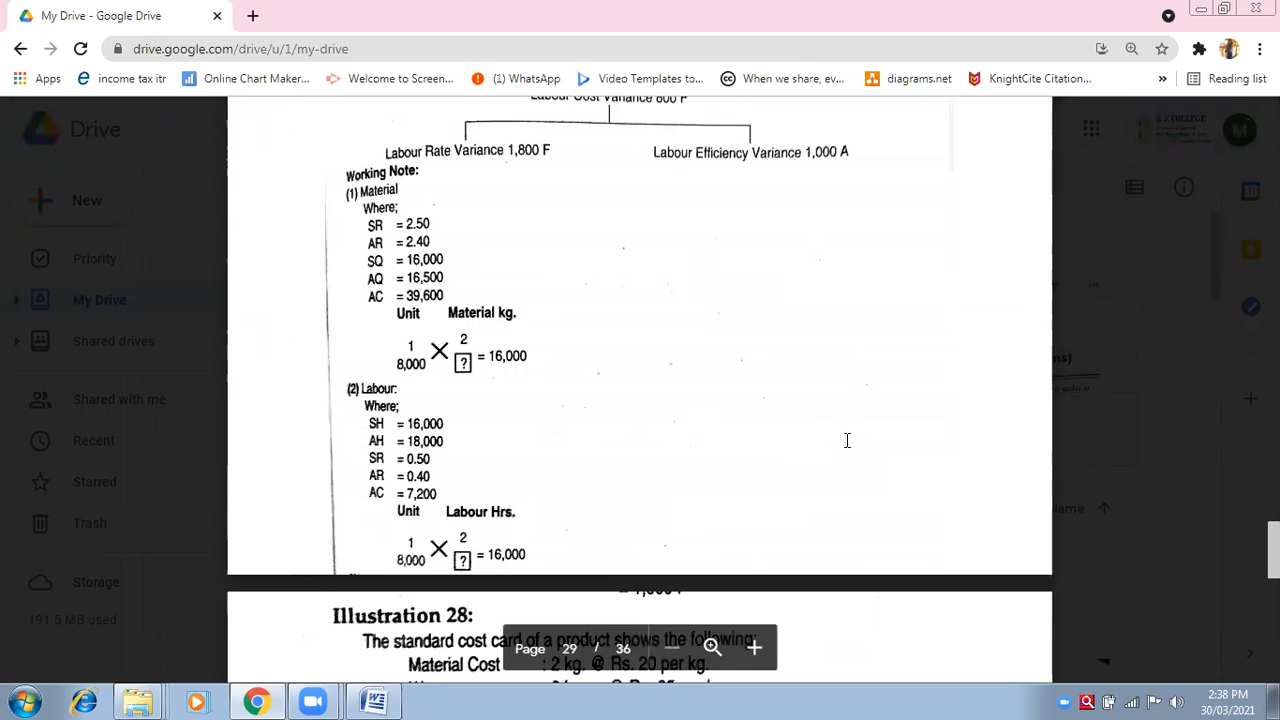 My Drive - Google Drive
drive.google.com/drive/u/1/my-drive
Apps income tax itr Online Chart Maker... Welcome to Screen... (1) WhatsApp Video Templates to... When we share, ev... diagrams.net KnightCite Citation... » Reading list
Drive
New
Priority
My Drive
Shared drives
Shared with me
Recent
Starred
Trash
Storage
191.5 MB used
Labour Cost Variance 800 F
Labour Rate Variance 1,800 F Labour Efficiency Variance 1,000 A
Working Note:
(1) Material
Where;
SR = 2.50
AR = 2.40
SQ = 16,000
AQ = 16,500
AC = 39,600
Unit Material kg.
1 2
8,000 × ? = 16,000
(2) Labour:
Where;
SH = 16,000
AH = 18,000
SR = 0.50
AR = 0.40
AC = 7,200
Unit Labour Hrs.
1 2
8,000 × ? = 16,000
Illustration 28:
The standard cost card of a product shows the following:
Material Cost : 2 kg. @ Rs. 20 per kg.
Page 29 / 36
M
2:38 PM
30/03/2021